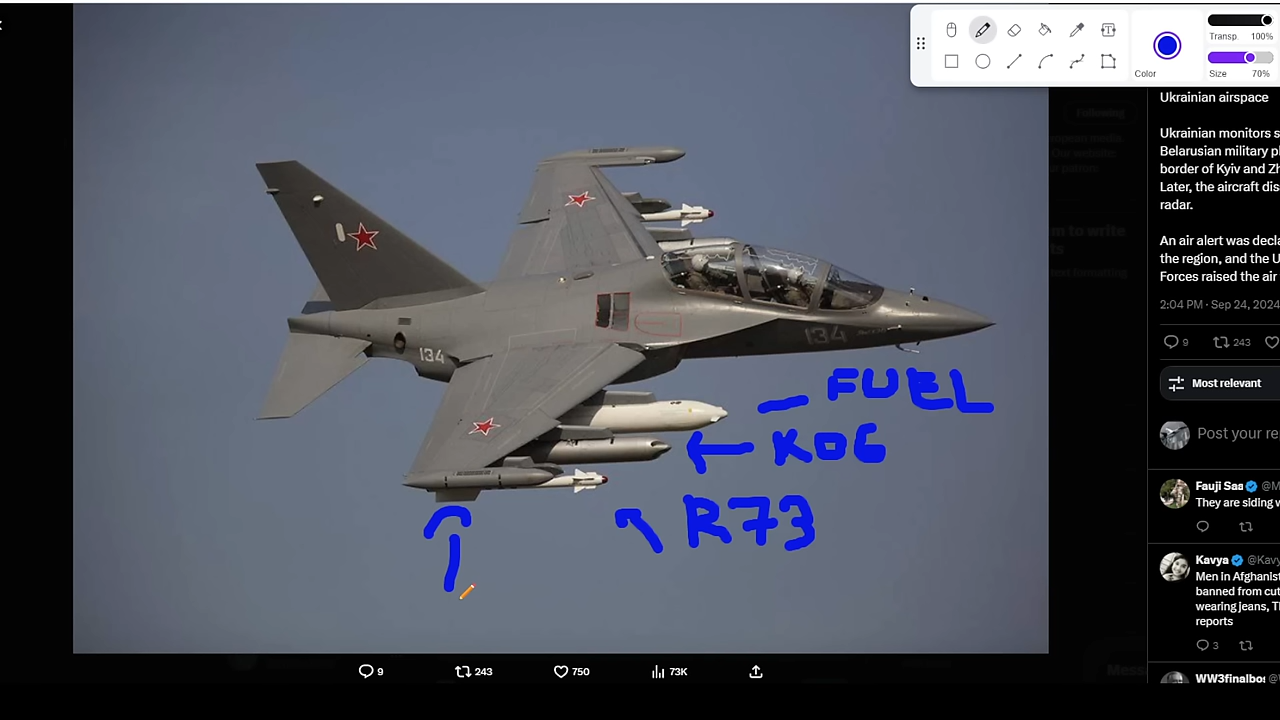 Transp. 100%
Color
Size 70%
Ukrainian airspace
Ukrainian monitors s
Belarusian military pl
border of Kyiv and Zh
Later, the aircraft dis
radar.
An air alert was decla
the region, and the U
Forces raised the air
2:04 PM · Sep 24, 2024
9 243
Most relevant
Post your re
Fauji Saa @M
They are siding w
Kavya @Kavy
Men in Afghanist
banned from cut
wearing jeans, T
reports
3
WW3finalbos @
134
134
FUEL
KOG
R73
9 243 750 73K